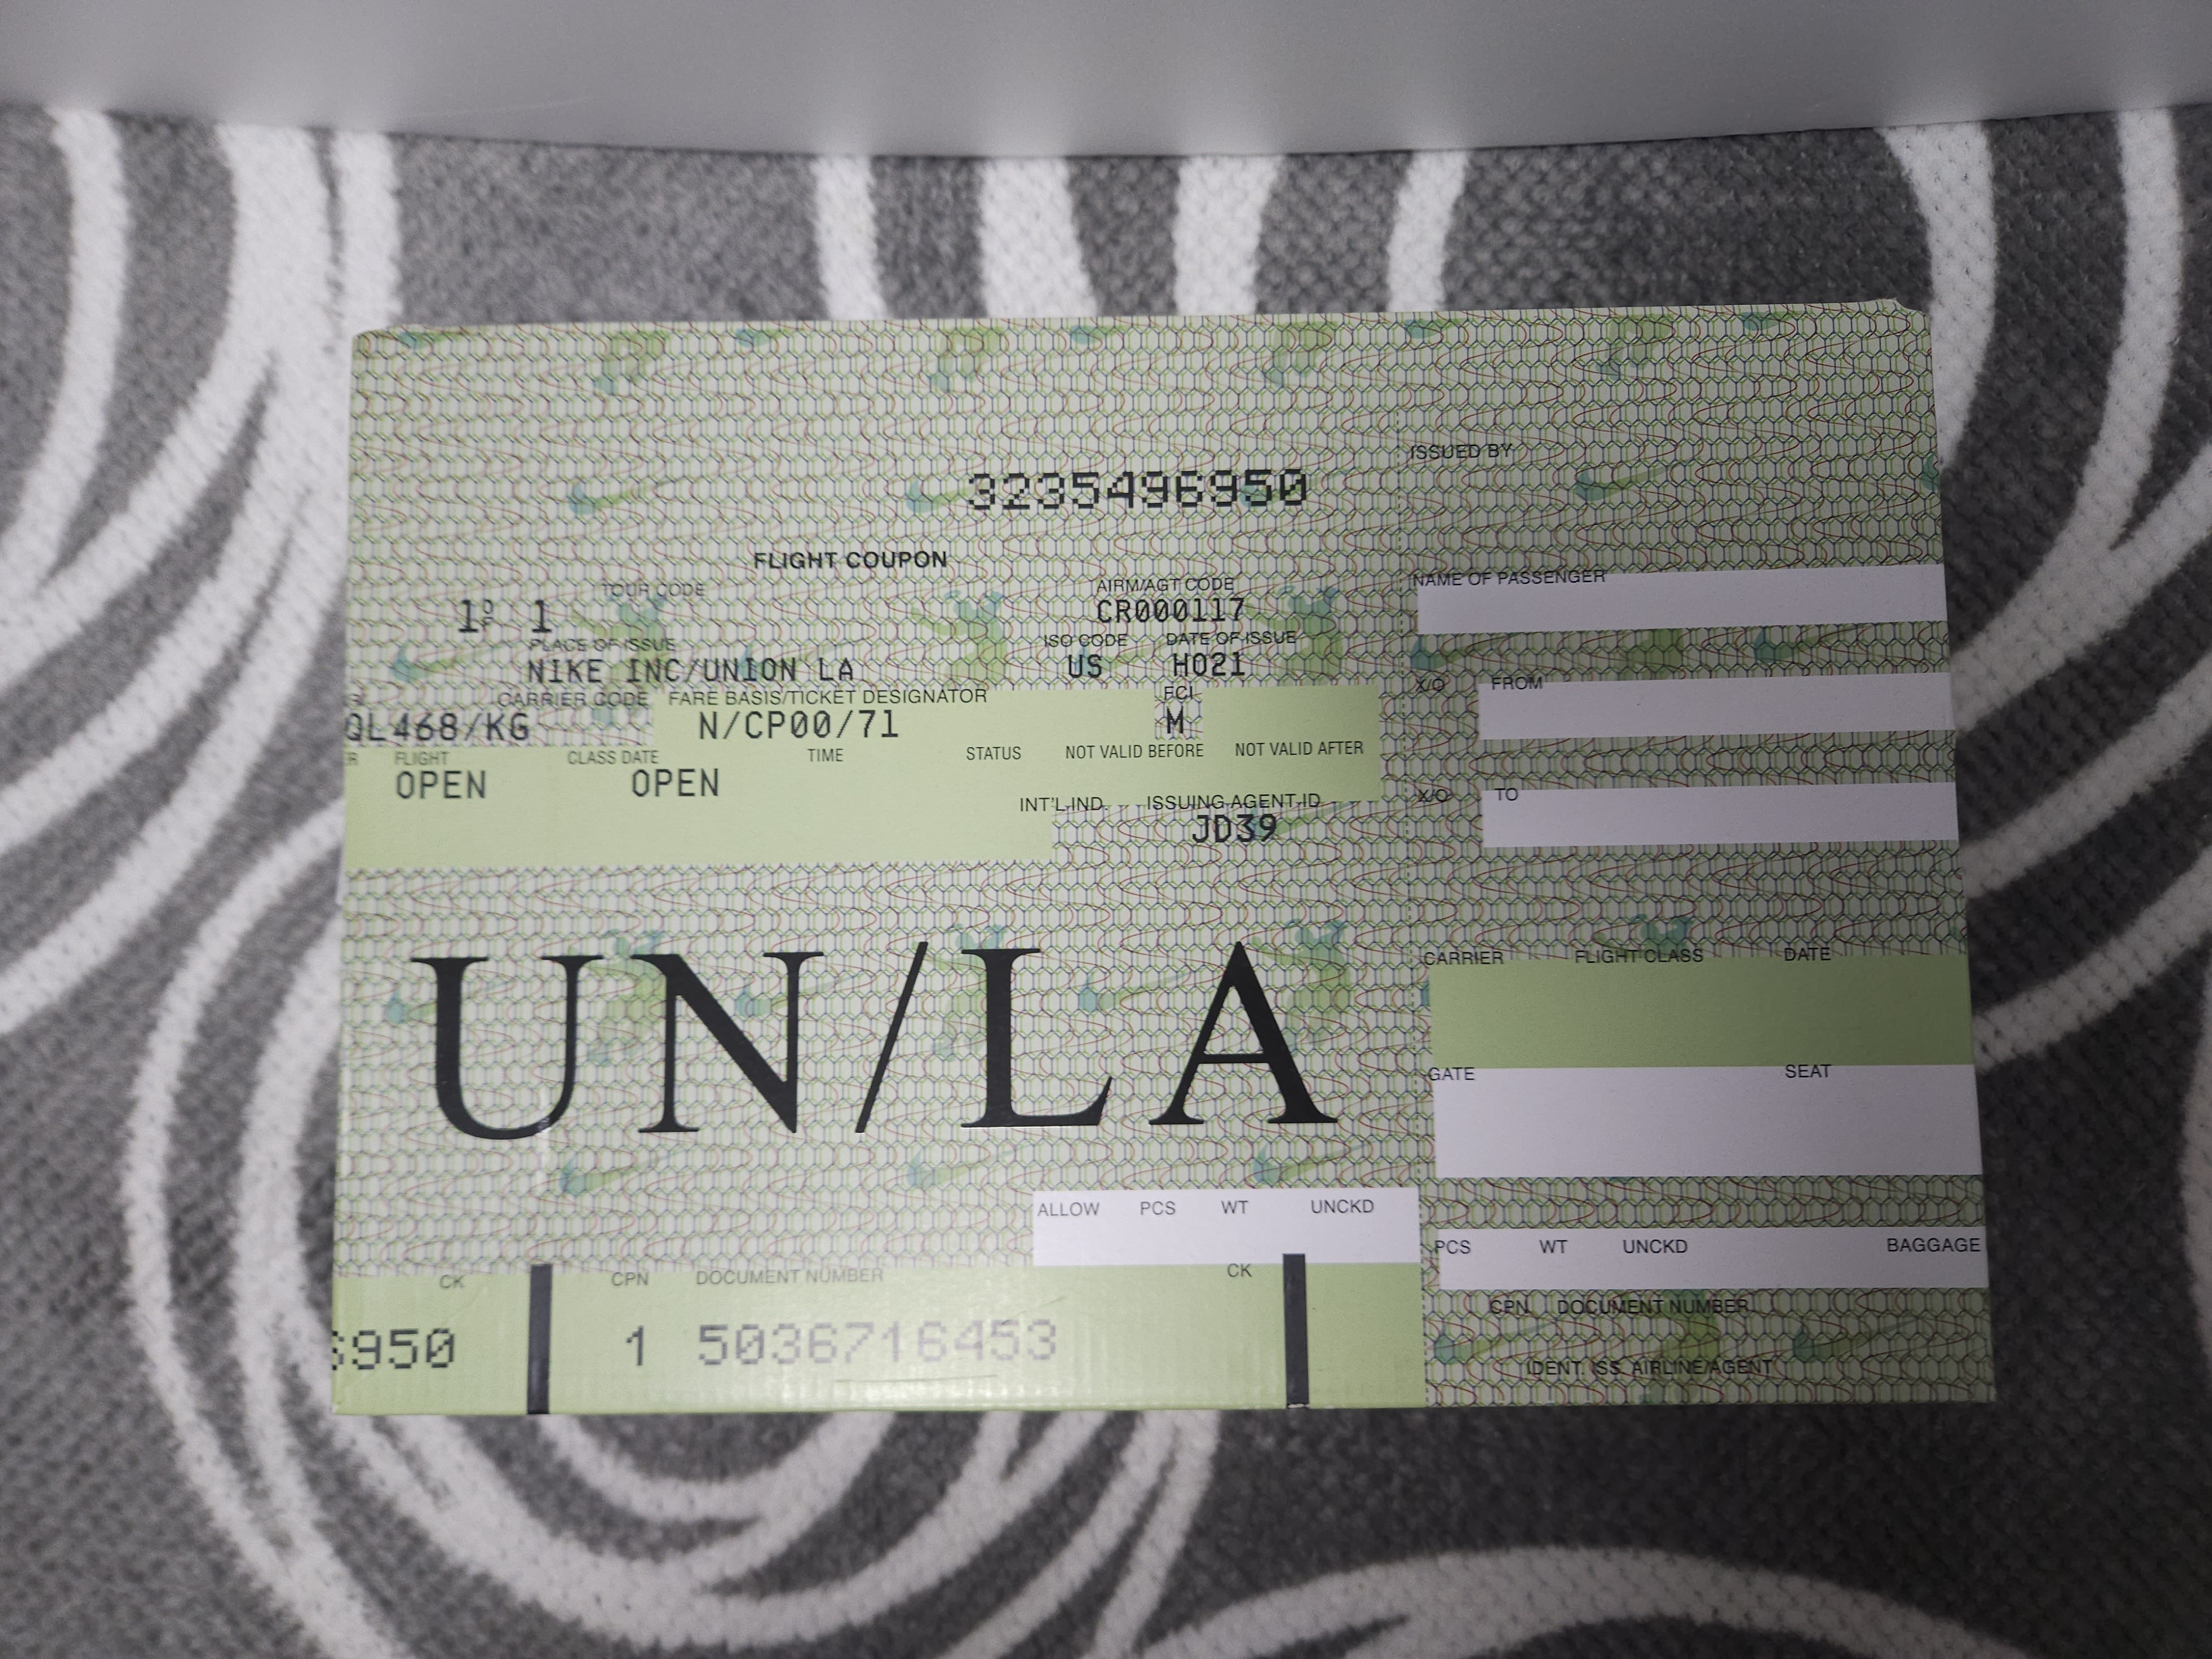 ISSUED BY
3235496950
FLIGHT COUPON
TOUR CODE
AIRM/AGT CODE
NAME OF PASSENGER
1 1
CR000117
PLACE OF ISSUE
ISO CODE DATE OF ISSUE
NIKE INC/UNION LA
US H021
X/O FROM
CARRIER CODE FARE BASIS/TICKET DESIGNATOR
FCI
QL468/KG N/CP00/71 M
FLIGHT CLASS DATE TIME STATUS NOT VALID BEFORE NOT VALID AFTER
OPEN OPEN
X/O TO
INT'L IND. ISSUING AGENT ID
JD39
UN/LA
CARRIER FLIGHT CLASS DATE
GATE SEAT
ALLOW PCS WT UNCKD
PCS WT UNCKD BAGGAGE
CK CPN DOCUMENT NUMBER CK
CPN DOCUMENT NUMBER
950 1 5036716453
IDENT. ISS. AIRLINE/AGENT